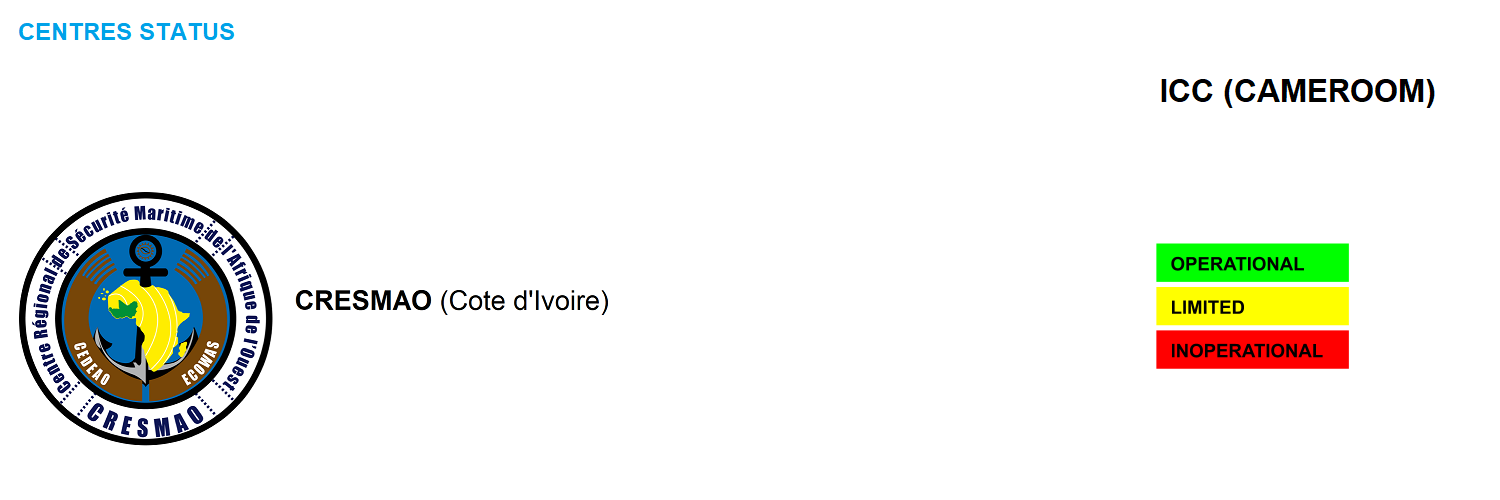 CENTRES STATUS
ICC (CAMEROOM)
Centre Régional de Sécurité Maritime de l'Afrique de l'Ouest
CEDEAO
ECOWAS
CRESMAO
CRESMAO (Cote d'Ivoire)
OPERATIONAL
LIMITED
INOPERATIONAL